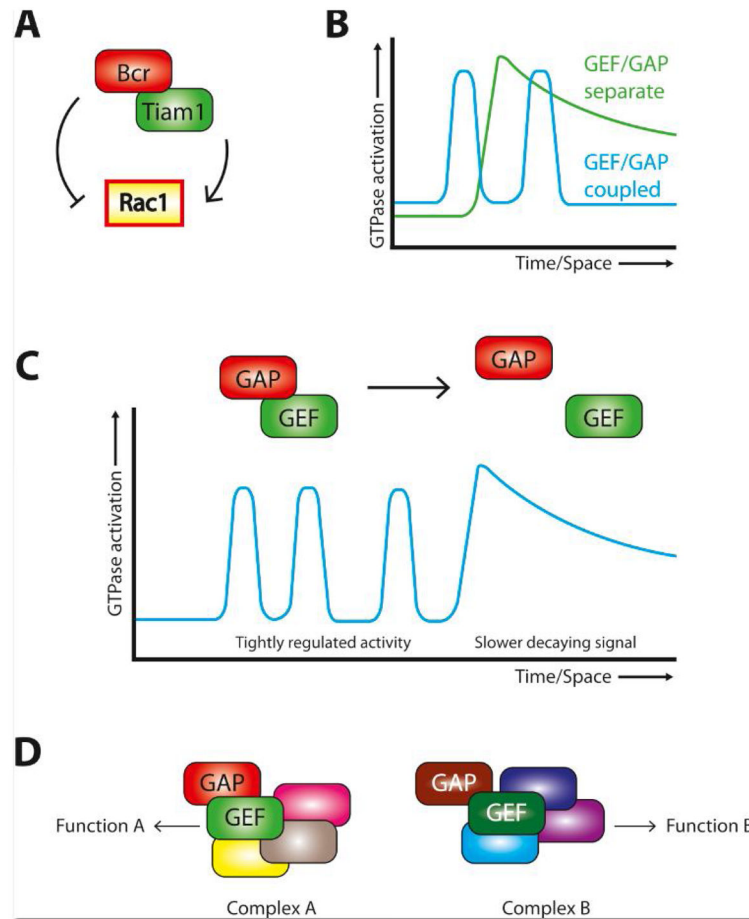 A
Bcr
Tiam1
Rac1
B
GTPase activation
GEF/GAP
separate
GEF/GAP
coupled
Time/Space
C
GAP
GEF
GAP
GEF
GTPase activation
Tightly regulated activity
Slower decaying signal
Time/Space
D
GAP
GEF
Function A
Complex A
GAP
GEF
Function
Complex B